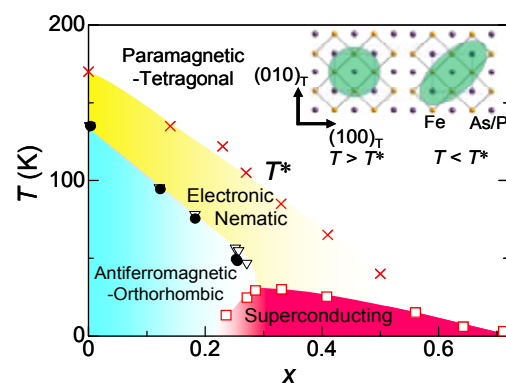 200
100
0
T (K)
0
0.2
0.4
0.6
x
Paramagnetic
-Tetragonal
(010)T
(100)T
Fe
As/P
T > T*
T < T*
T*
Electronic
Nematic
Antiferromagnetic
-Orthorhombic
Superconducting